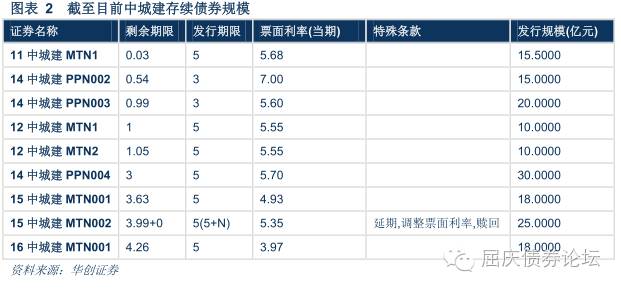 图表 2 截至目前中城建存续债券规模
证券名称 剩余期限 发行期限 票面利率(当期) 特殊条款 发行规模(亿元)
11 中城建 MTN1 0.03 5 5.68 15.5000
14 中城建 PPN002 0.54 3 7.00 15.0000
14 中城建 PPN003 0.99 3 5.60 20.0000
12 中城建 MTN1 1 5 5.55 10.0000
12 中城建 MTN2 1.05 5 5.55 10.0000
14 中城建 PPN004 3 5 5.70 30.0000
15 中城建 MTN001 3.63 5 4.93 18.0000
15 中城建 MTN002 3.99+0 5(5+N) 5.35 延期,调整票面利率,赎回 25.0000
16 中城建 MTN001 4.26 5 3.97 18.0000
资料来源：华创证券
屈庆债券论坛